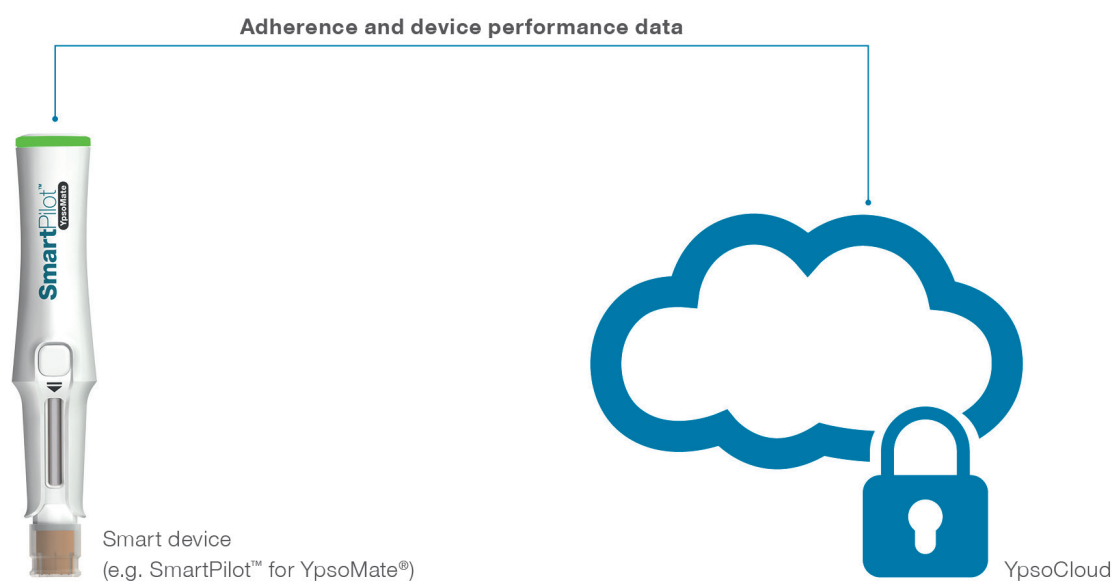 Adherence and device performance data
SmartPilot™
YpsoMate
Smart device
(e.g. SmartPilot™ for YpsoMate®)
YpsoCloud